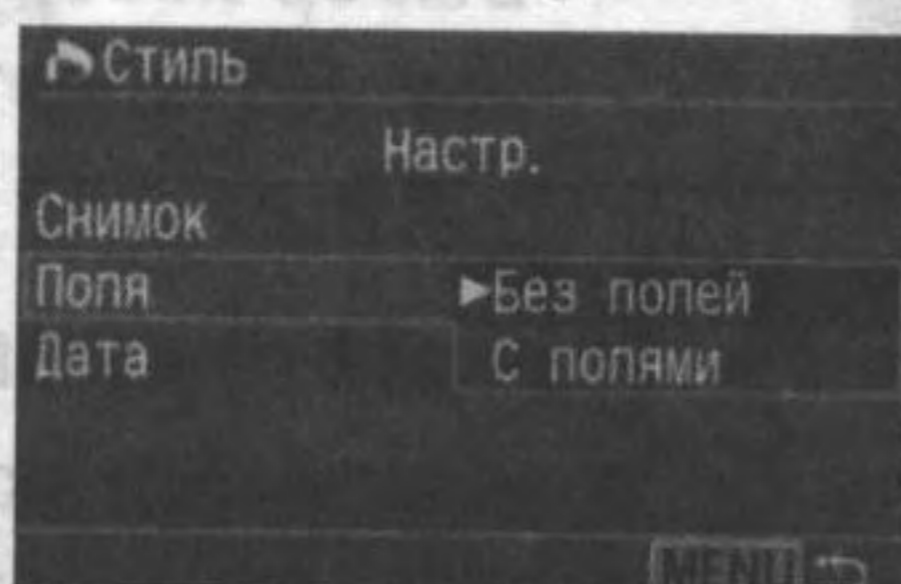 Стиль
Настр.
Снимок
Поля
▶Без полей
С полями
Дата
MENU